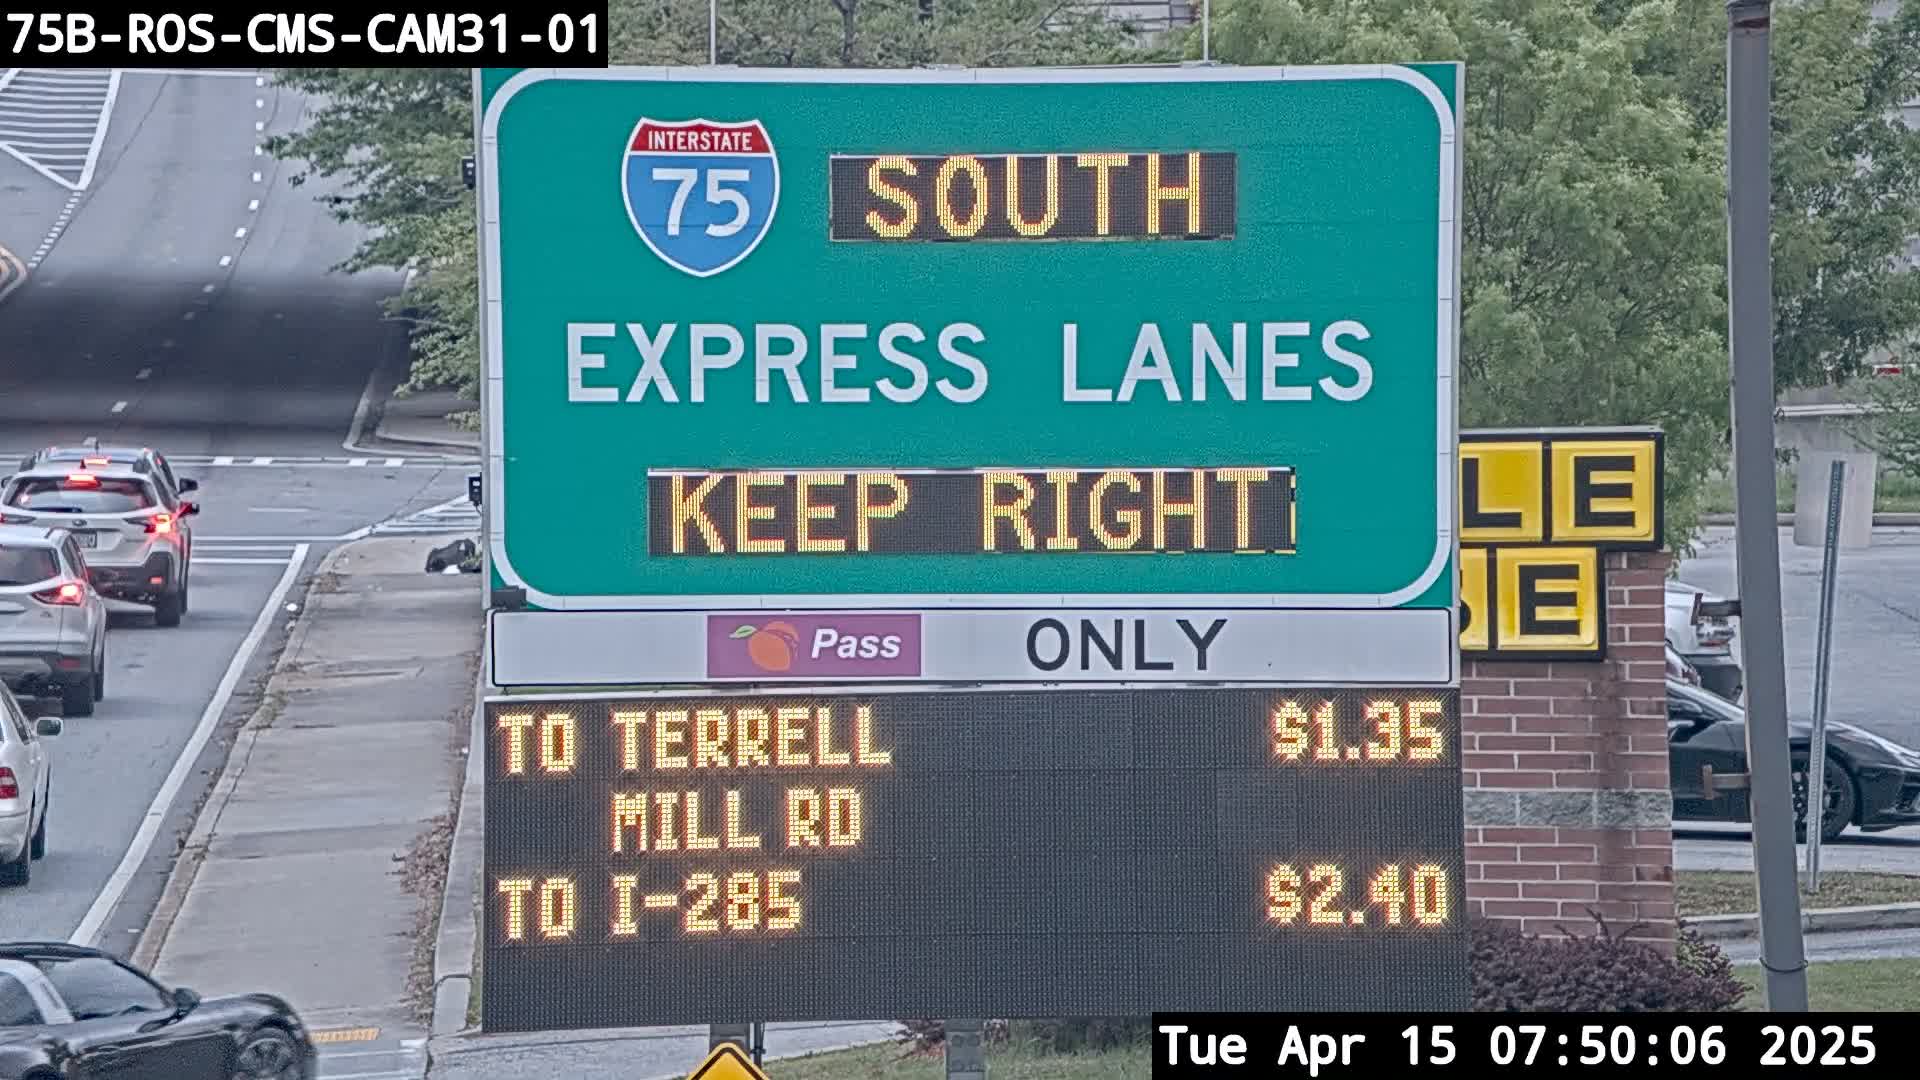 75B-ROS-CMS-CAM31-01
INTERSTATE
75
SOUTH
EXPRESS LANES
KEEP RIGHT
Pass ONLY
TO TERRELL $1.35
MILL RD
TO I-285 $2.40
LE
E
Tue Apr 15 07:50:06 2025